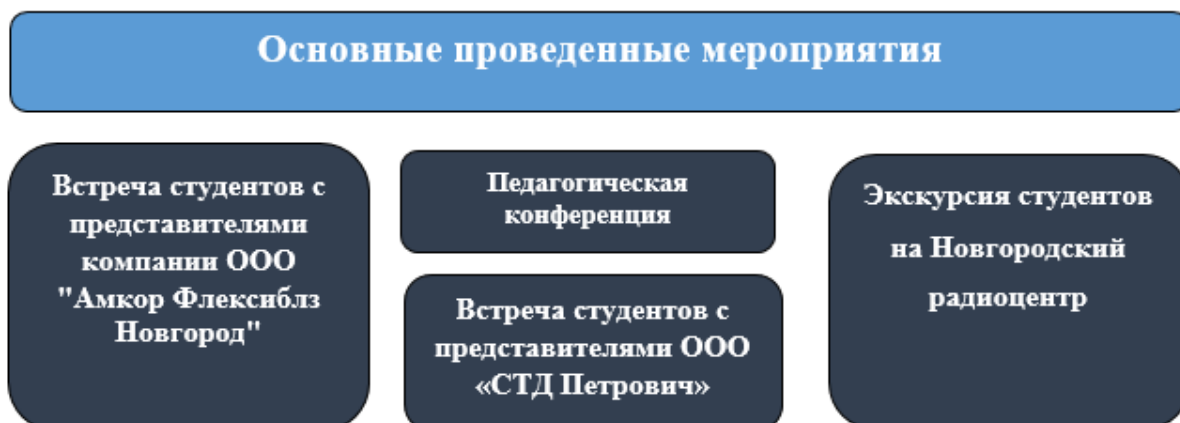 Основные проведенные мероприятия
Встреча студентов с
представителями
компании ООО
"Амкор Флексиблз
Новгород"
Педагогическая
конференция
Встреча студентов с
представителями ООО
«СТД Петрович»
Экскурсия студентов
на Новгородский
радиоцентр